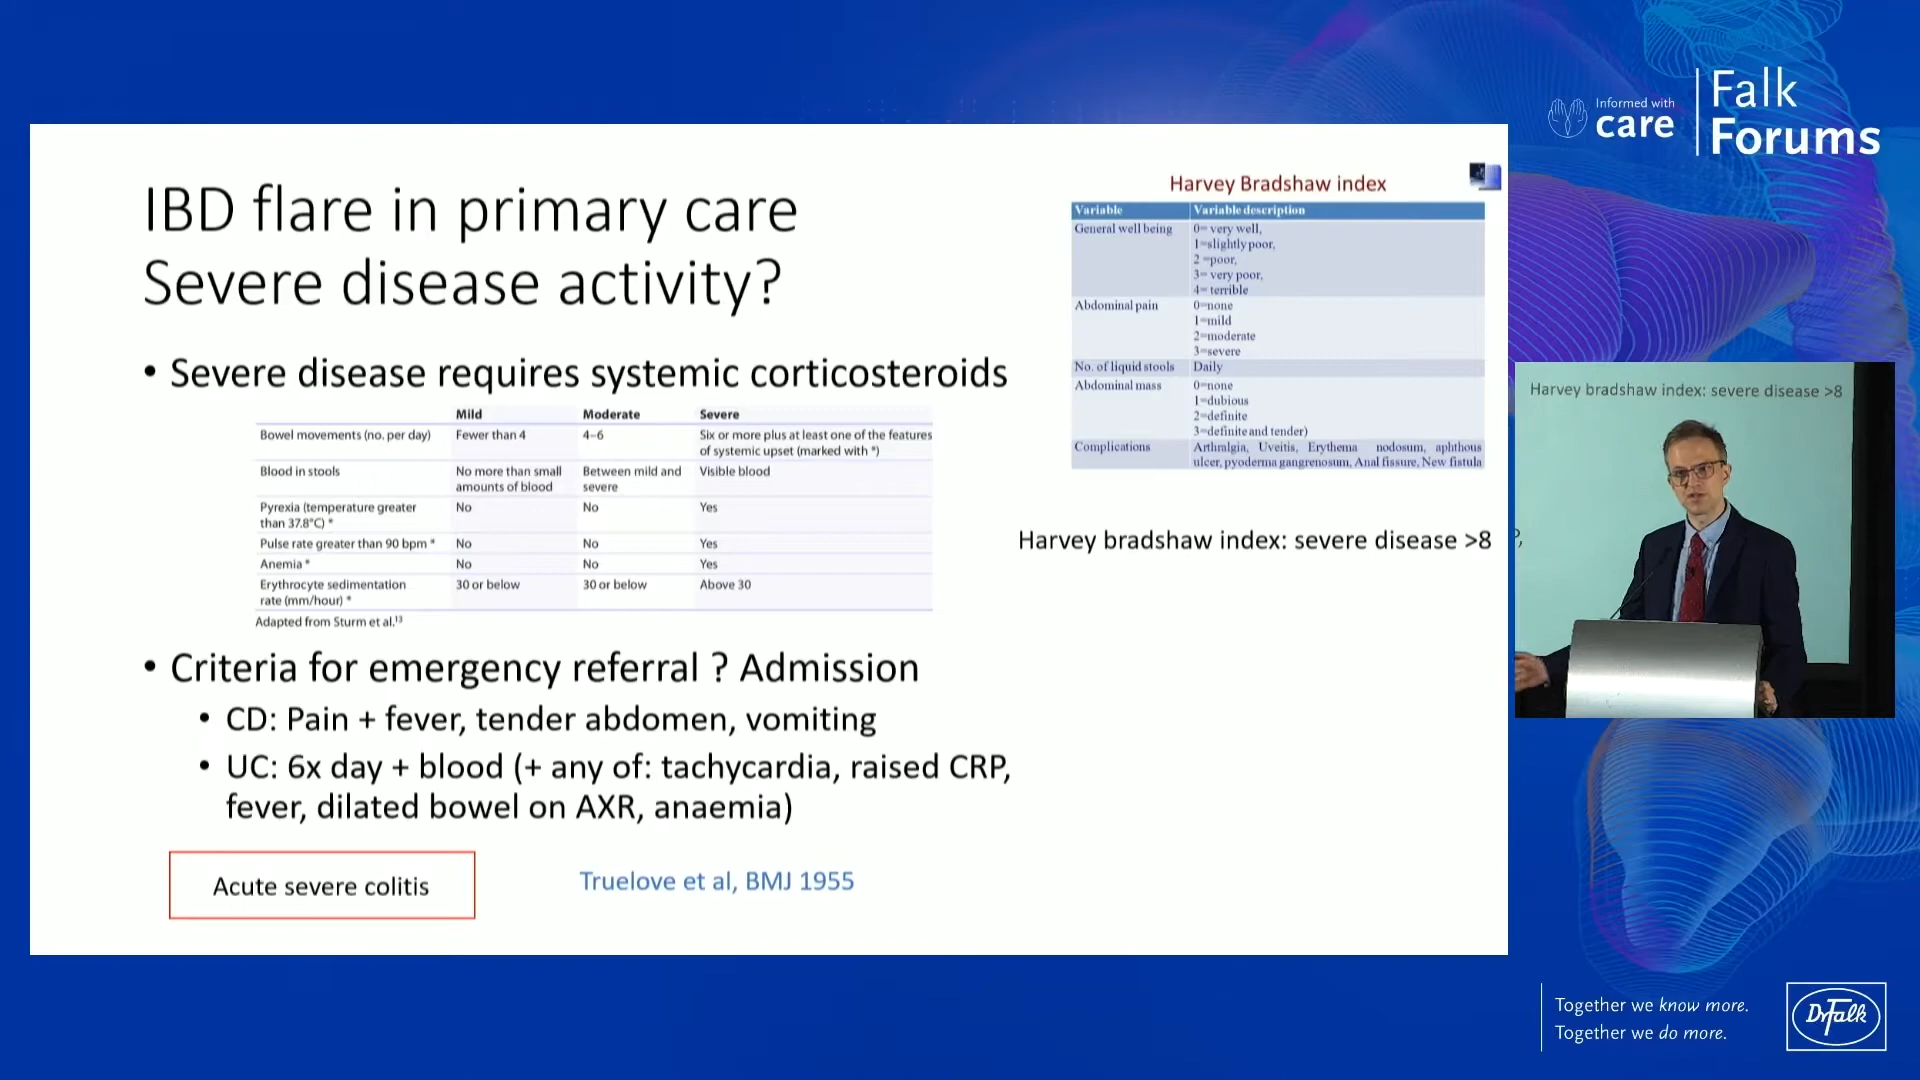 Informed with
care
Falk
Forums
IBD flare in primary care
Severe disease activity?
• Severe disease requires systemic corticosteroids
Mild Moderate Severe
Bowel movements (no. per day) Fewer than 4 4–6 Six or more plus at least one of the features
of systemic upset (marked with *)
Blood in stools No more than small Between mild and Visible blood
amounts of blood severe
Pyrexia (temperature greater No No Yes
than 37.8°C) *
Pulse rate greater than 90 bpm * No No Yes
Anemia * No No Yes
Erythrocyte sedimentation 30 or below 30 or below Above 30
rate (mm/hour) *
Adapted from Sturm et al.¹³
• Criteria for emergency referral ? Admission
• CD: Pain + fever, tender abdomen, vomiting
• UC: 6x day + blood (+ any of: tachycardia, raised CRP,
fever, dilated bowel on AXR, anaemia)
Acute severe colitis
Truelove et al, BMJ 1955
Harvey Bradshaw index
Variable Variable description
General well being 0= very well,
1=slightly poor,
2 =poor,
3= very poor,
4= terrible
Abdominal pain 0=none
1=mild
2=moderate
3=severe
No. of liquid stools Daily
Abdominal mass 0=none
1=dubious
2=definite
3=definite and tender)
Complications Arthralgia, Uveitis, Erythema nodosum, aphthous
ulcer, pyoderma gangrenosum, Anal fissure, New fistula
Harvey bradshaw index: severe disease >8
Harvey bradshaw index: severe disease >8
Together we know more.
Together we do more.
Dr Falk